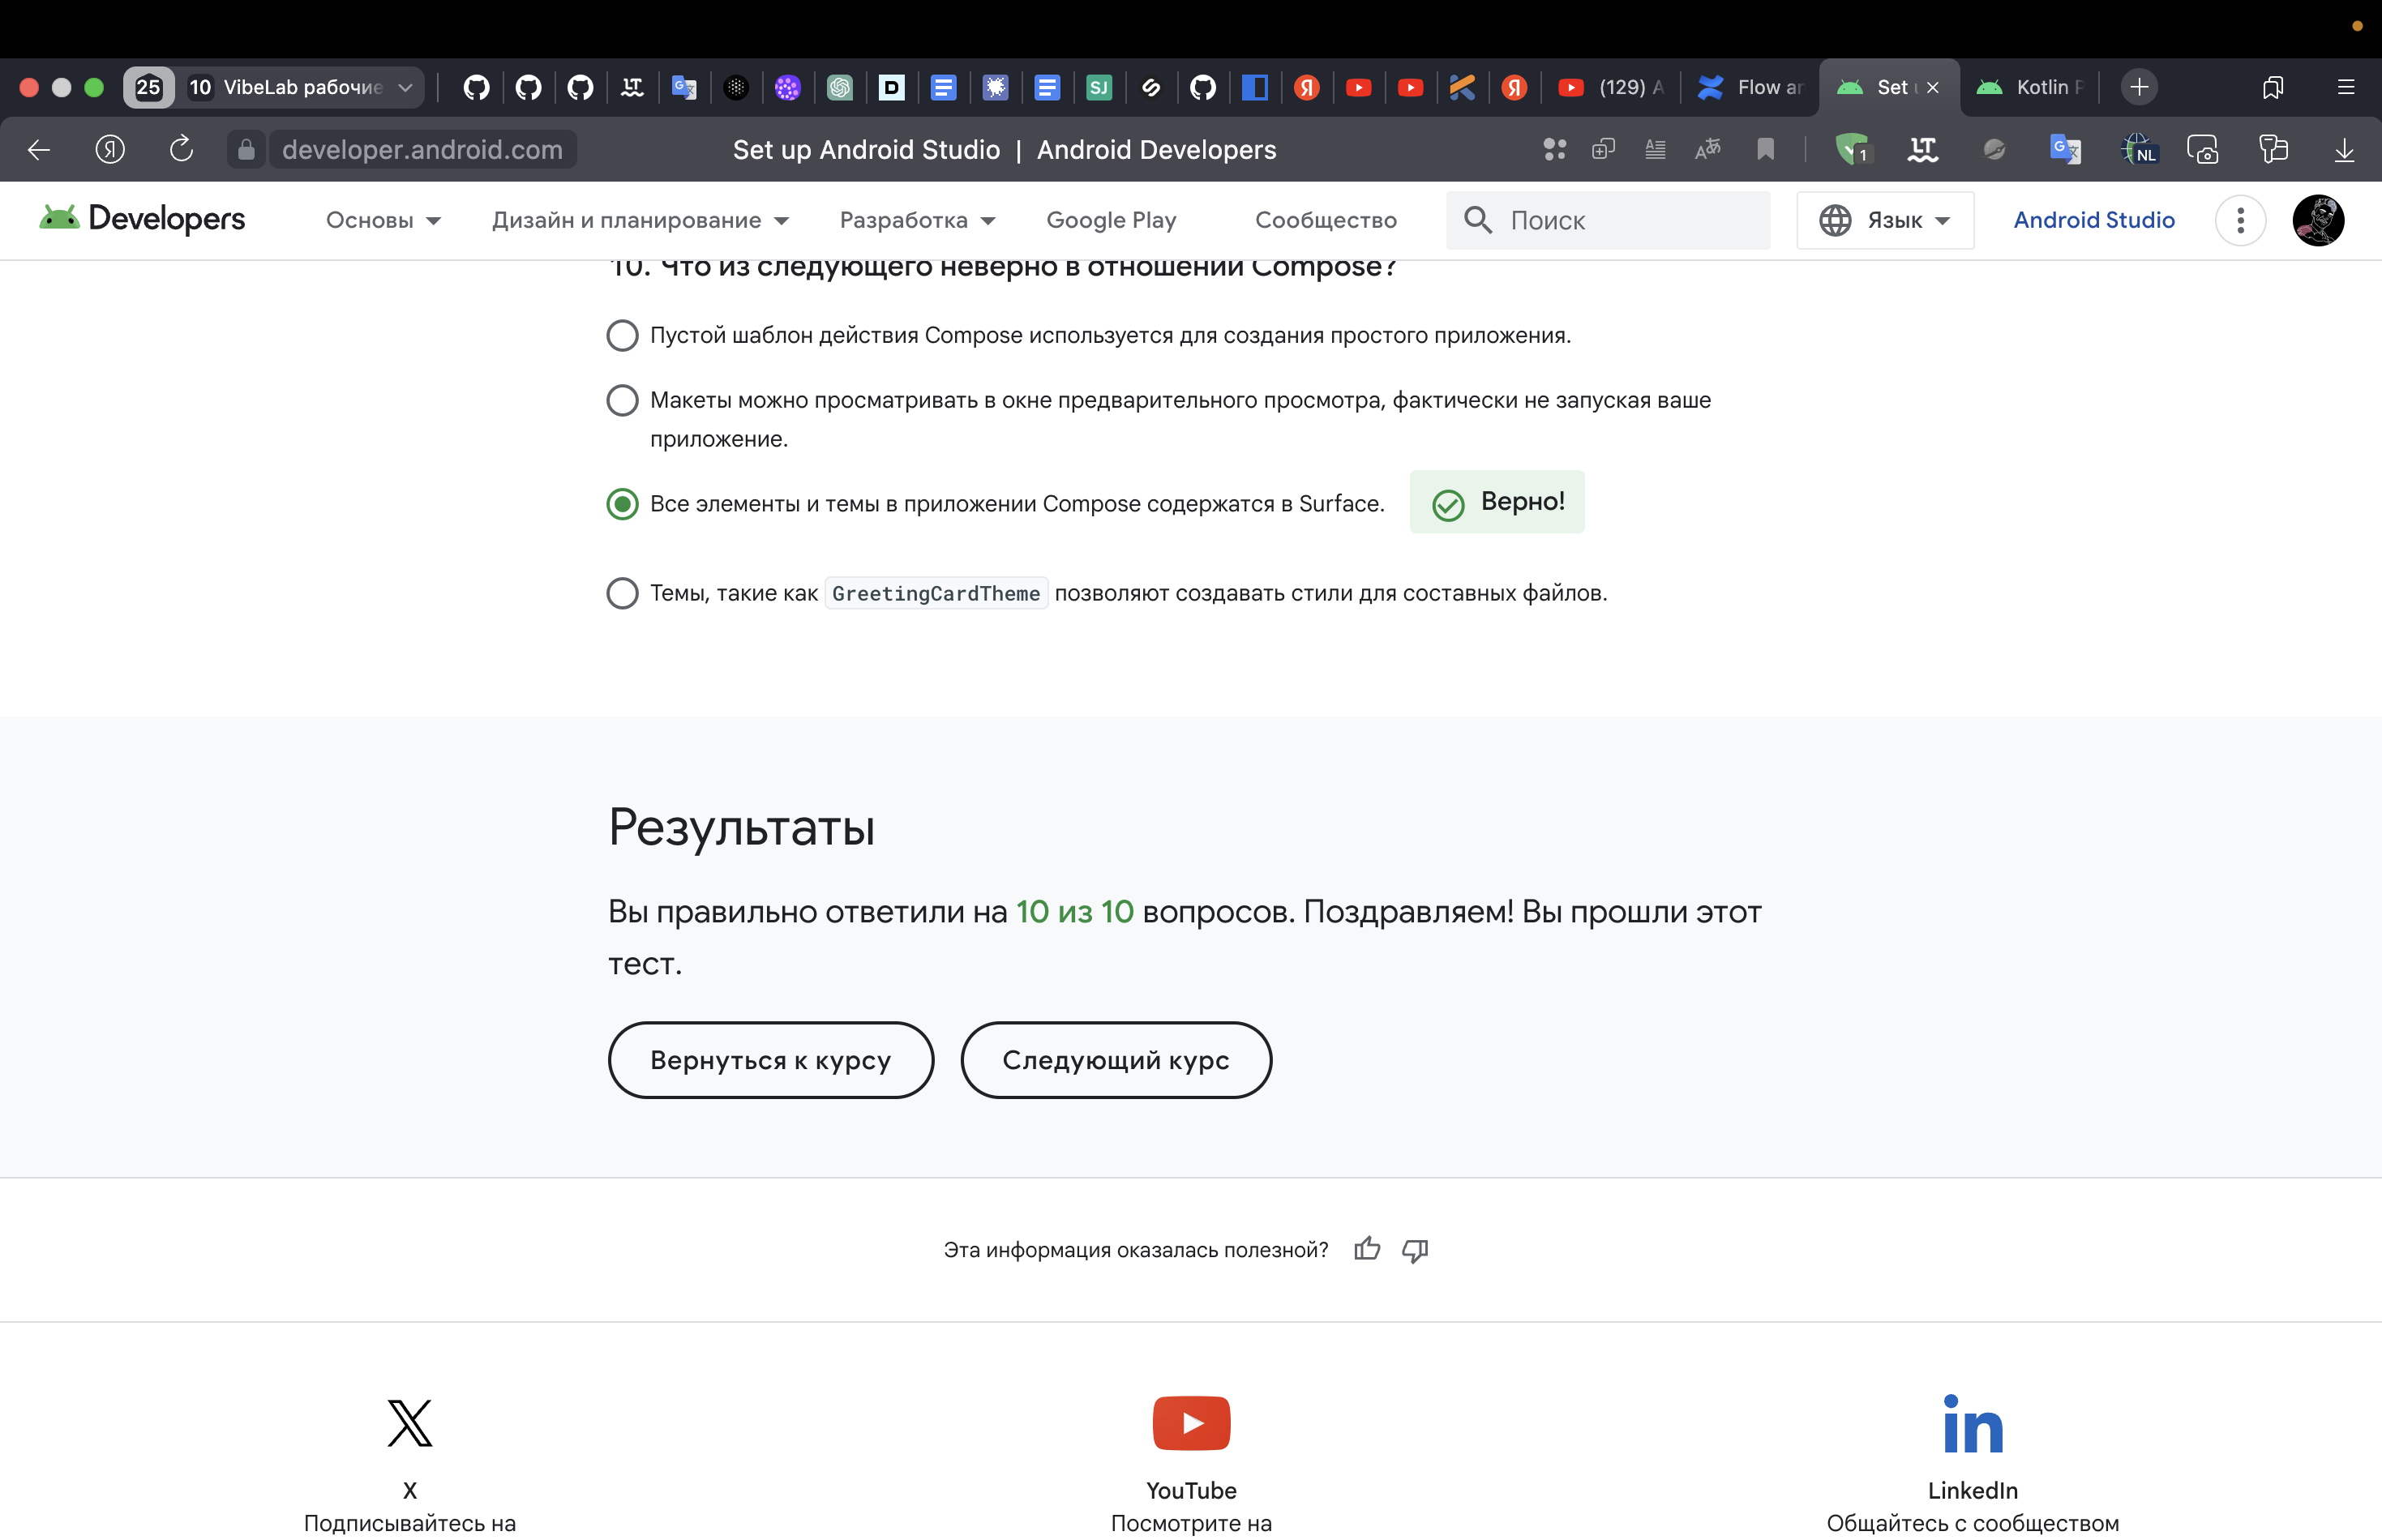 25
10 VibeLab рабочие
(129) A
Flow ar
Set
Kotlin
developer.android.com
Set up Android Studio | Android Developers
1
NL
Developers
Основы
Дизайн и планирование
Разработка
Google Play
Сообщество
Поиск
Язык
Android Studio
10. Что из следующего неверно в отношении Compose?
Пустой шаблон действия Compose используется для создания простого приложения.
Макеты можно просматривать в окне предварительного просмотра, фактически не запуская ваше
приложение.
Все элементы и темы в приложении Compose содержатся в Surface.
Верно!
Темы, такие как GreetingCardTheme позволяют создавать стили для составных файлов.
Результаты
Вы правильно ответили на 10 из 10 вопросов. Поздравляем! Вы прошли этот
тест.
Вернуться к курсу
Следующий курс
Эта информация оказалась полезной?
X
Подписывайтесь на
YouTube
Посмотрите на
LinkedIn
Общайтесь с сообществом